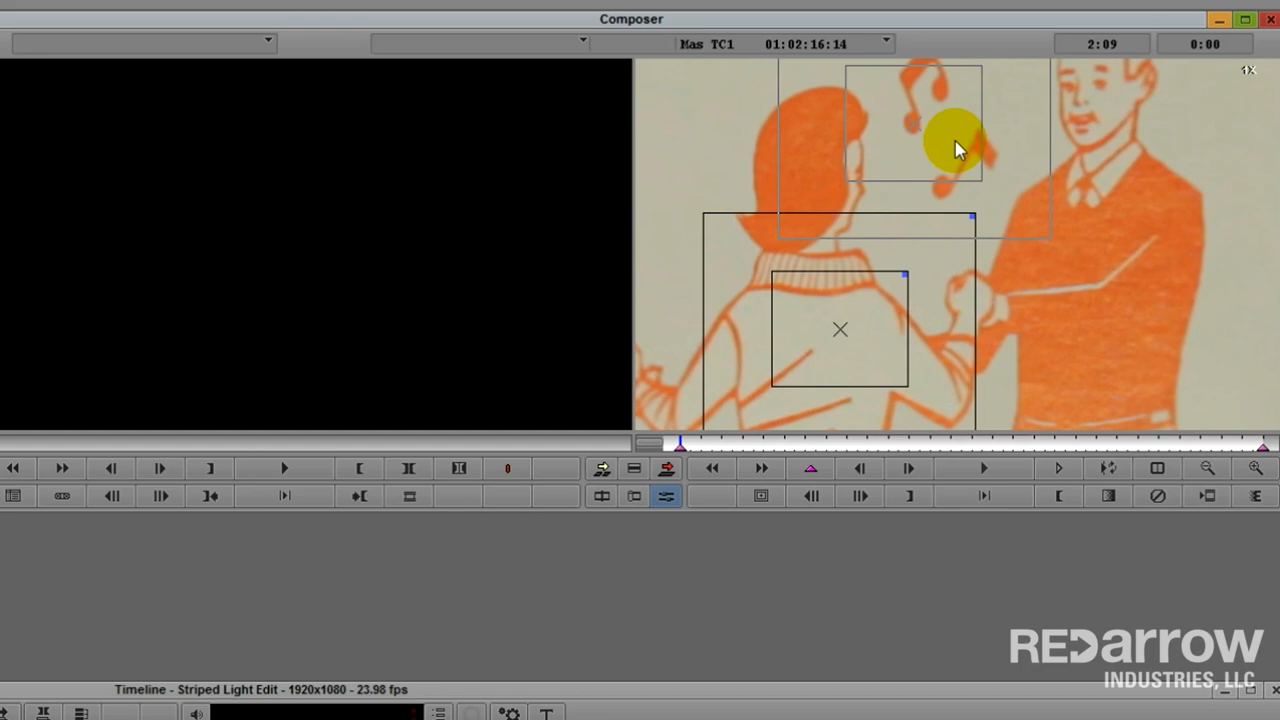 Composer
Mas TC1 01:02:16:14 2:09 0:00
1X
REDarrow
INDUSTRIES, LLC
Timeline - Striped Light Edit - 1920x1080 - 23.98 fps